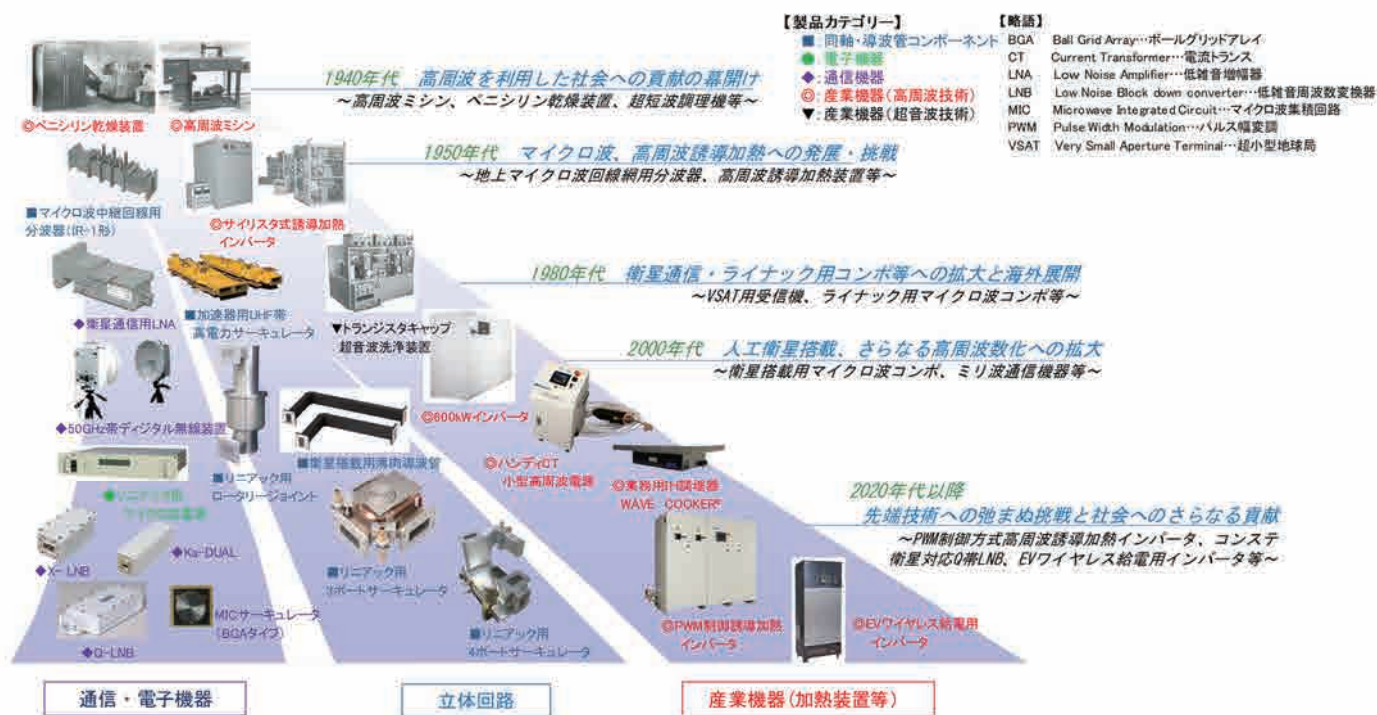 【製品カテゴリー】
■：同軸・導波管コンポーネント
●：電子機器
◆：通信機器
◎：産業機器(高周波技術)
▼：産業機器(超音波技術)
【略語】
BGA Ball Grid Array…ボールグリッドアレイ
CT Current Transformer…電流トランス
LNA Low Noise Amplifier…低雑音増幅器
LNB Low Noise Block down converter…低雑音周波数変換器
MIC Microwave Integrated Circuit…マイクロ波集積回路
PWM Pulse Width Modulation…パルス幅変調
VSAT Very Small Aperture Terminal…超小型地球局
1940年代 高周波を利用した社会への貢献の幕開け
～高周波ミシン、ペニシリン乾燥装置、超短波調理機等～
◎ペニシリン乾燥装置
◎高周波ミシン
1950年代 マイクロ波、高周波誘導加熱への発展・挑戦
～地上マイクロ波回線網用分波器、高周波誘導加熱装置等～
■マイクロ波中継回線用
分波器(IR-1形)
◎サイリスタ式誘導加熱
インバータ
1980年代 衛星通信・ライナック用コンポ等への拡大と海外展開
～VSAT用受信機、ライナック用マイクロ波コンポ等～
◆衛星通信用LNA
■加速器用UHF帯
高電力サーキュレータ
▼トランジスタキャップ
超音波洗浄装置
2000年代 人工衛星搭載、さらなる高周波数化への拡大
～衛星搭載用マイクロ波コンポ、ミリ波通信機器等～
◆50GHz帯ディジタル無線装置
◎600kWインバータ
■リニアック用
ロータリージョイント
■衛星搭載用薄肉導波管
◎ハンディCT
小型高周波電源
◎業務用IH調理器
WAVE COOKER®
●リニアック用
マイクロ波電源
2020年代以降
先端技術への弛まぬ挑戦と社会へのさらなる貢献
～PWM制御方式高周波誘導加熱インバータ、コンステ
衛星対応Q帯LNB、EVワイヤレス給電用インバータ等～
◆X-LNB
◆Ka-DUAL
■リニアック用
3ポートサーキュレータ
◆Q-LNB
MICサーキュレータ
(BGAタイプ)
■リニアック用
4ポートサーキュレータ
◎PWM制御誘導加熱
インバータ
◎EVワイヤレス給電用
インバータ
通信・電子機器
立体回路
産業機器(加熱装置等)